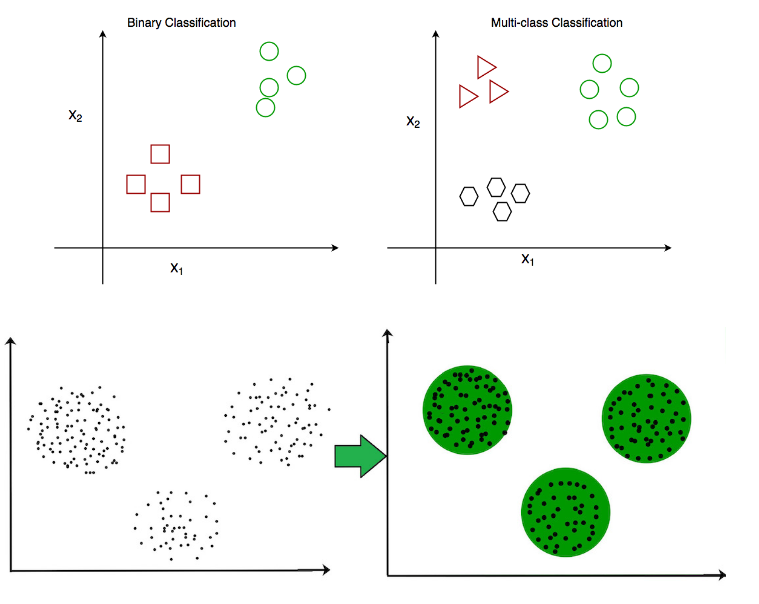 Binary Classification
X2
X1
Multi-class Classification
X2
X1